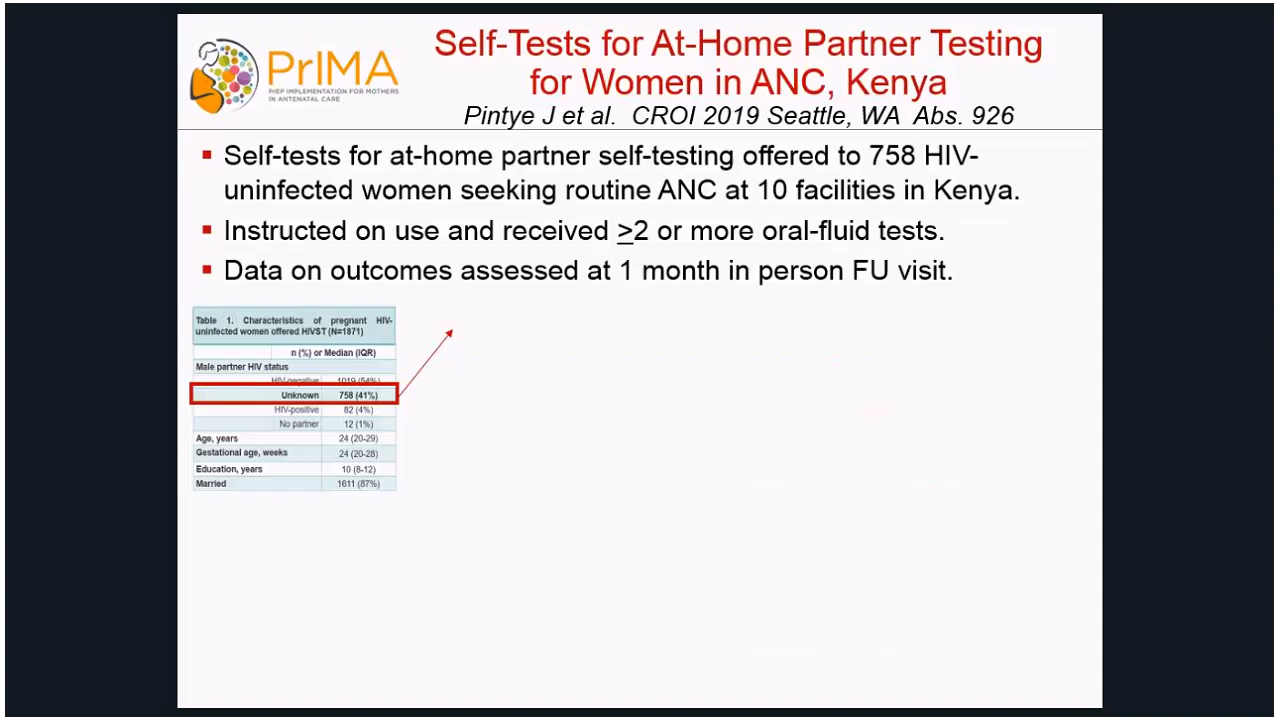 PrIMA
PrEP IMPLEMENTATION FOR MOTHERS
IN ANTENATAL CARE
Self-Tests for At-Home Partner Testing
for Women in ANC, Kenya
Pintye J et al. CROI 2019 Seattle, WA Abs. 926
▪ Self-tests for at-home partner self-testing offered to 758 HIV-
uninfected women seeking routine ANC at 10 facilities in Kenya.
▪ Instructed on use and received >2 or more oral-fluid tests.
▪ Data on outcomes assessed at 1 month in person FU visit.
Table 1. Characteristics of pregnant HIV-
uninfected women offered HIVST (N=1871)
n (%) or Median (IQR)
Male partner HIV status
HIV-negative 1019 (54%)
Unknown 758 (41%)
HIV-positive 82 (4%)
No partner 12 (1%)
Age, years 24 (20-29)
Gestational age, weeks 24 (20-28)
Education, years 10 (8-12)
Married 1611 (87%)